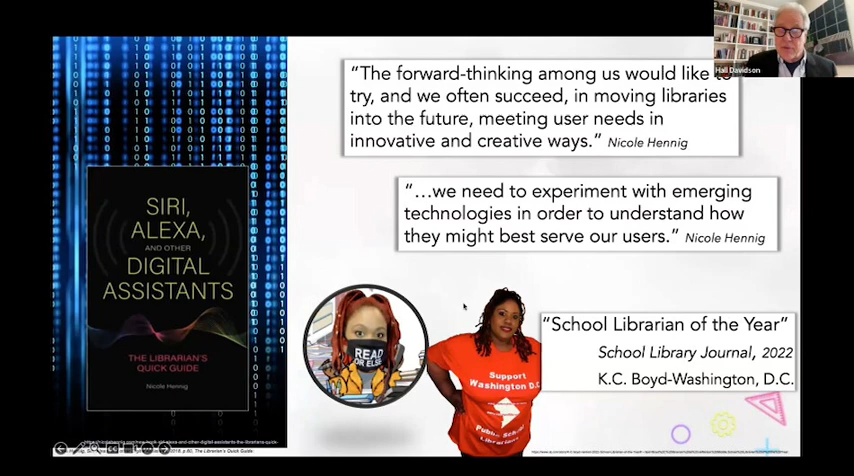 Hall Davidson
“The forward-thinking among us would like to
try, and we often succeed, in moving libraries
into the future, meeting user needs in
innovative and creative ways.” Nicole Hennig
“…we need to experiment with emerging
technologies in order to understand how
they might best serve our users.” Nicole Hennig
SIRI,
ALEXA,
AND OTHER
DIGITAL
ASSISTANTS
THE LIBRARIAN'S
QUICK GUIDE
Nicole Hennig
READ
OR ELSE
Support
Washington D.C.
Public School
Librarians
“School Librarian of the Year”
School Library Journal, 2022
K.C. Boyd-Washington, D.C.